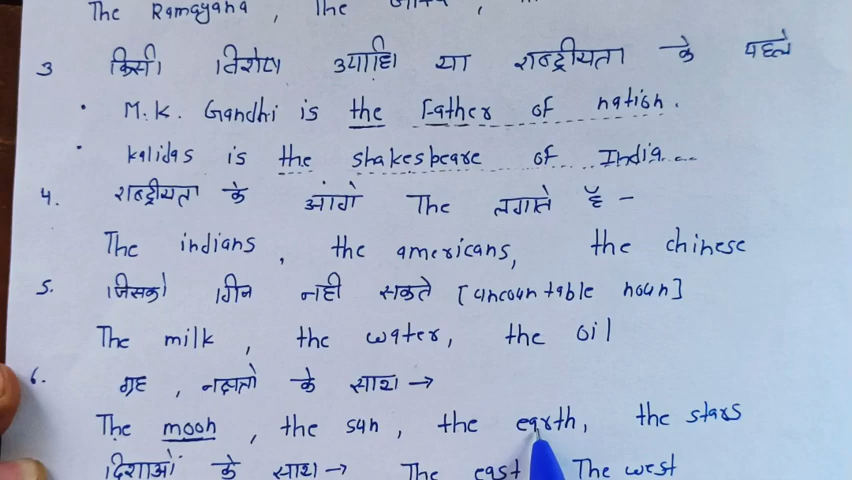 The Ramayana, The
3 किसी विशेष उपाधि या राष्ट्रीयता के पहले
• M.K. Gandhi is the Father of nation.
• kalidas is the shakesbeare of India...
4. राष्ट्रीयता के आगे The लगाते है -
The indians, the americans, the chinese
5. जिसको गिन नही सकते [uncountable noun]
The milk, the water, the oil
6. ग्रह, नक्षत्रो के साथ →
The moon, the sun, the earth, the stars
दिशाओं के साथ → The east The west